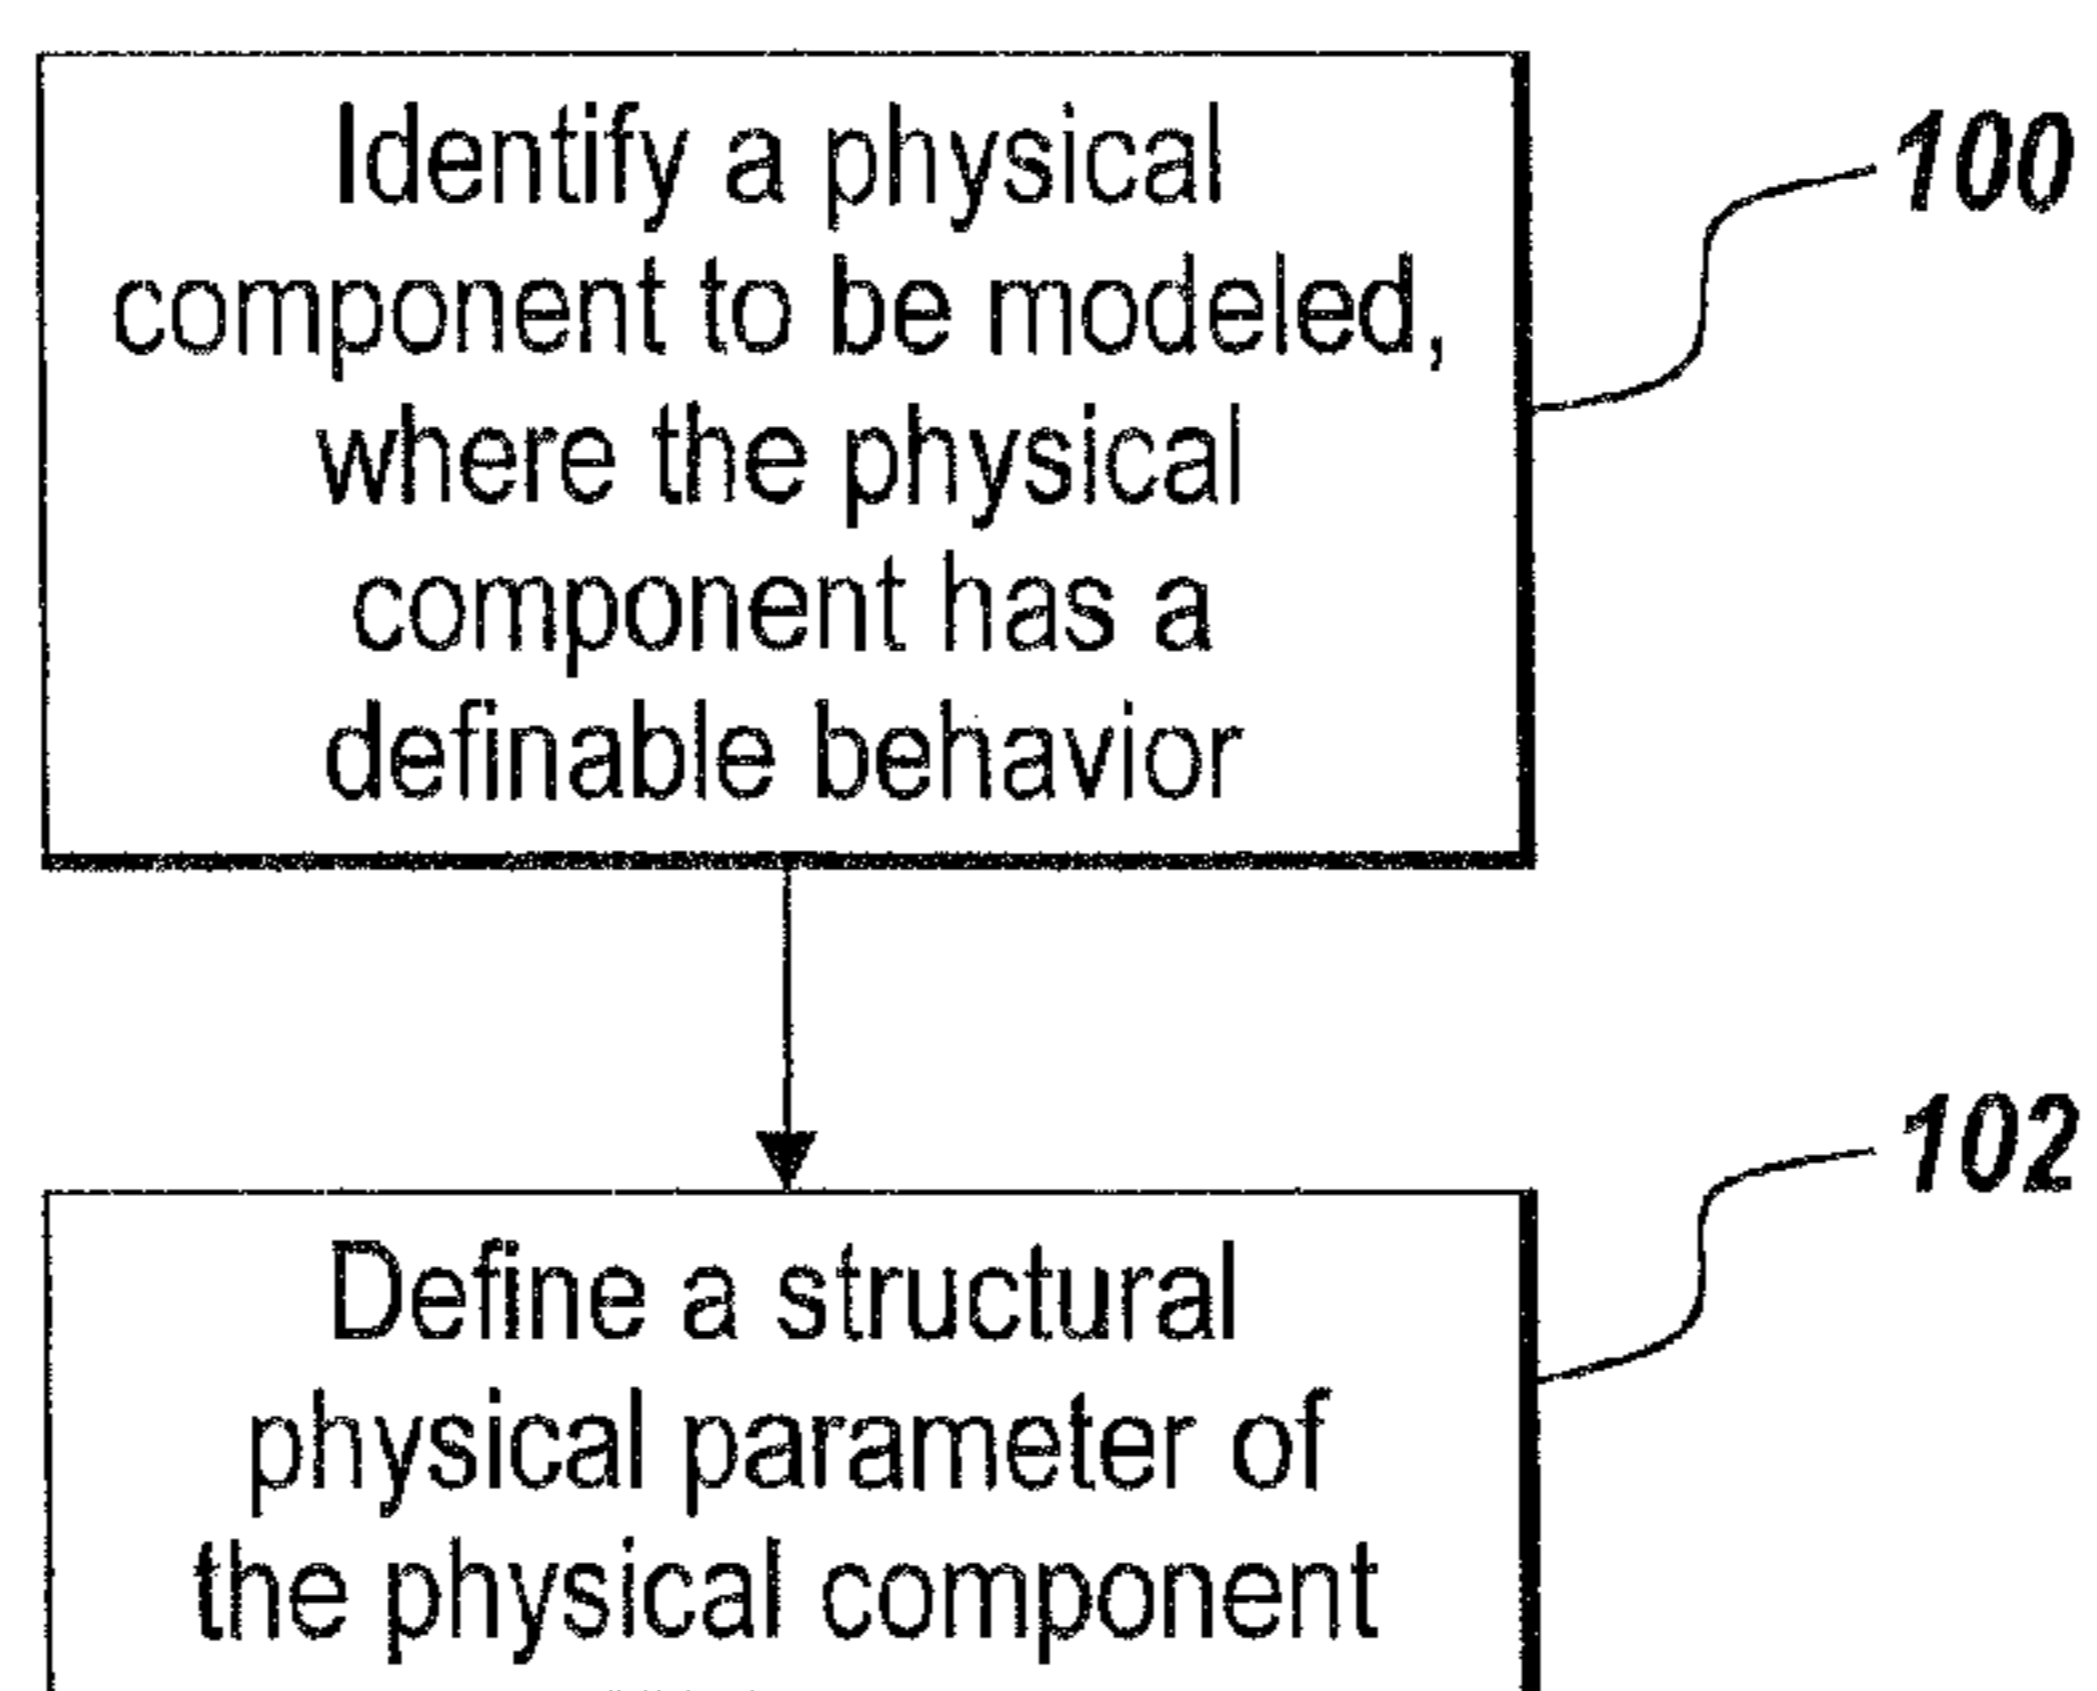 Identify a physical
component to be modeled,
where the physical
component has a
definable behavior
100
102
Define a structural
physical parameter of
the physical component